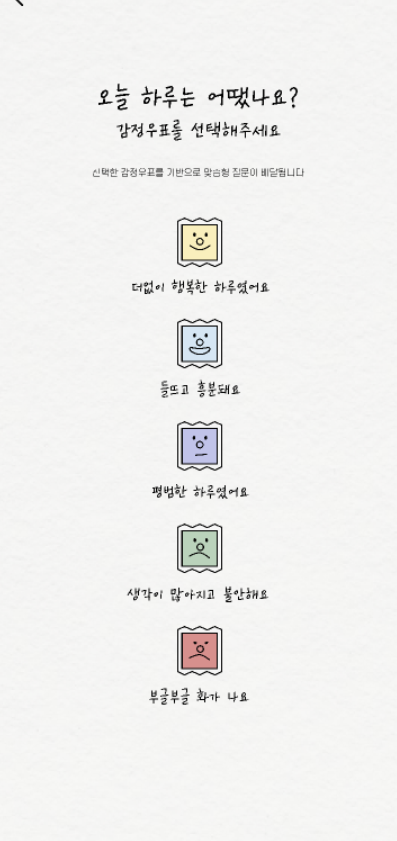 오늘 하루는 어땠나요?
감정우표를 선택해주세요
선택한 감정우표를 기반으로 맞춤형 질문이 배달됩니다
더없이 행복한 하루였어요
들뜨고 흥분돼요
평범한 하루였어요
생각이 많아지고 불안해요
부글부글 화가 나요